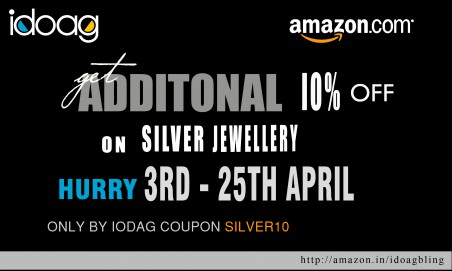 idoag
amazon.com
get
ADDITONAL 10% OFF
ON SILVER JEWELLERY
HURRY 3RD - 25TH APRIL
ONLY BY IODAG COUPON SILVER10
http://amazon.in/idoagbling